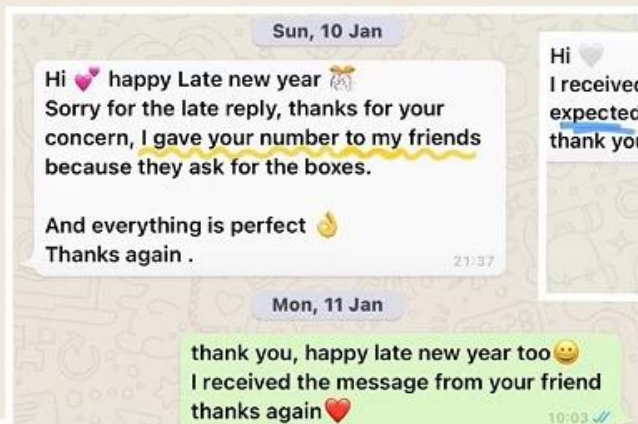 Sun, 10 Jan
Hi 💕 happy Late new year 🎊
Sorry for the late reply, thanks for your
concern, I gave your number to my friends
because they ask for the boxes.
And everything is perfect 👌
Thanks again .
21:37
Mon, 11 Jan
thank you, happy late new year too😀
I received the message from your friend
thanks again❤️
10:03
Hi 🤍
I received
expected
thank you